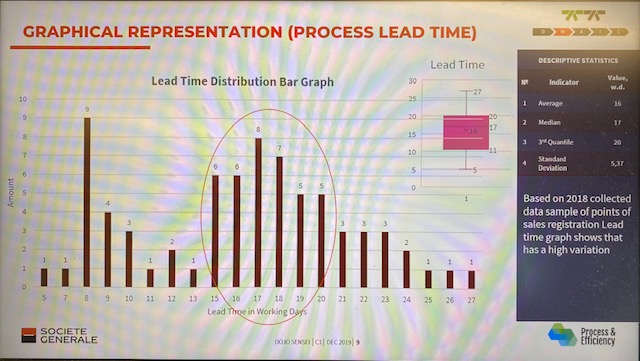 GRAPHICAL REPRESENTATION (PROCESS LEAD TIME)
D M A I C
Lead Time Distribution Bar Graph
Amount
10
9
8
7
6
5
4
3
2
1
0
1 1 9 4 3 1 2 1 6 6 8 7 5 5 3 3 3 2 1 1 1
5 7 8 9 10 11 12 13 15 16 17 18 19 20 21 22 23 24 25 26 27
Lead Time in Working Days
Lead Time
30
25
20
15
10
5
0
27
20
17
16
11
5
1
DESCRIPTIVE STATISTICS
№ Indicator Value, w.d.
1 Average 16
2 Median 17
3 3rd Quantile 20
4 Standard Deviation 5,37
Based on 2018 collected
data sample of points of
sales registration Lead
time graph shows that
has a high variation
SOCIETE
GENERALE
DOJO SENSEI | C1 | DEC 2019 | 9
Process &
Efficiency